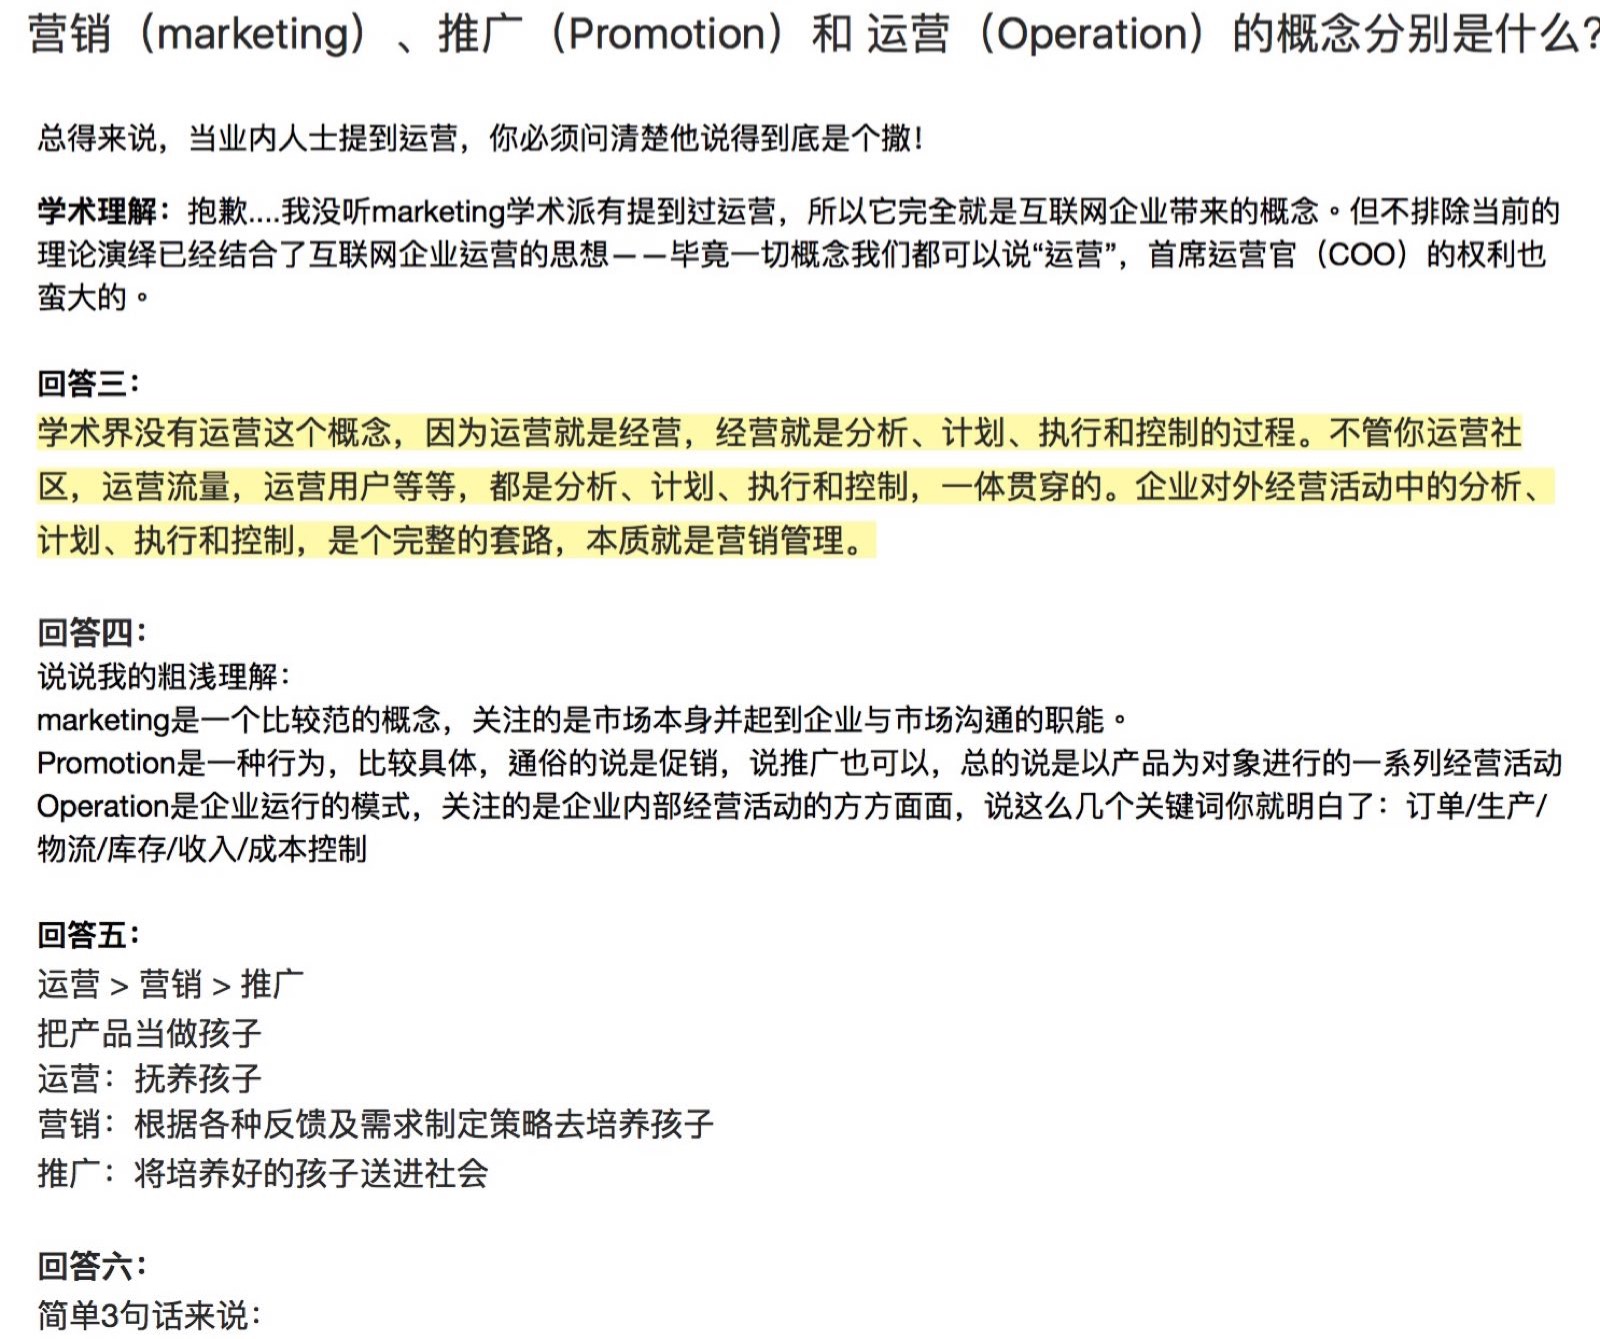 营销（marketing）、推广（Promotion）和 运营（Operation）的概念分别是什么?
总得来说，当业内人士提到运营，你必须问清楚他说得到底是个撒！
学术理解：抱歉....我没听marketing学术派有提到过运营，所以它完全就是互联网企业带来的概念。但不排除当前的
理论演绎已经结合了互联网企业运营的思想——毕竟一切概念我们都可以说“运营”，首席运营官（COO）的权利也
蛮大的。
回答三：
学术界没有运营这个概念，因为运营就是经营，经营就是分析、计划、执行和控制的过程。不管你运营社
区，运营流量，运营用户等等，都是分析、计划、执行和控制，一体贯穿的。企业对外经营活动中的分析、
计划、执行和控制，是个完整的套路，本质就是营销管理。
回答四：
说说我的粗浅理解：
marketing是一个比较范的概念，关注的是市场本身并起到企业与市场沟通的职能。
Promotion是一种行为，比较具体，通俗的说是促销，说推广也可以，总的说是以产品为对象进行的一系列经营活动
Operation是企业运行的模式，关注的是企业内部经营活动的方方面面，说这么几个关键词你就明白了：订单/生产/
物流/库存/收入/成本控制
回答五：
运营 > 营销 > 推广
把产品当做孩子
运营：抚养孩子
营销：根据各种反馈及需求制定策略去培养孩子
推广：将培养好的孩子送进社会
回答六：
简单3句话来说：